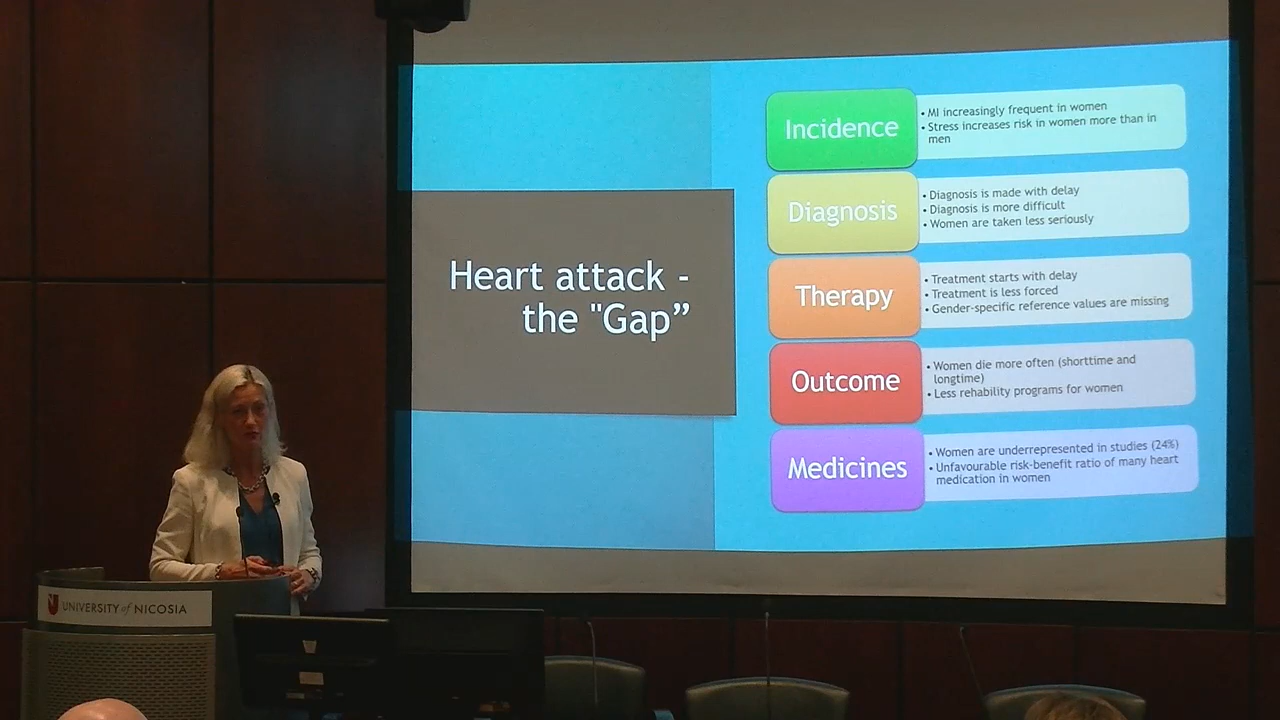 Heart attack -
the "Gap”
Incidence
• MI increasingly frequent in women
• Stress increases risk in women more than in
men
Diagnosis
• Diagnosis is made with delay
• Diagnosis is more difficult
• Women are taken less seriously
Therapy
• Treatment starts with delay
• Treatment is less forced
• Gender-specific reference values are missing
Outcome
• Women die more often (shorttime and
longtime)
• Less rehability programs for women
Medicines
• Women are underrepresented in studies (24%)
• Unfavourable risk-benefit ratio of many heart
medication in women
UNIVERSITY of NICOSIA